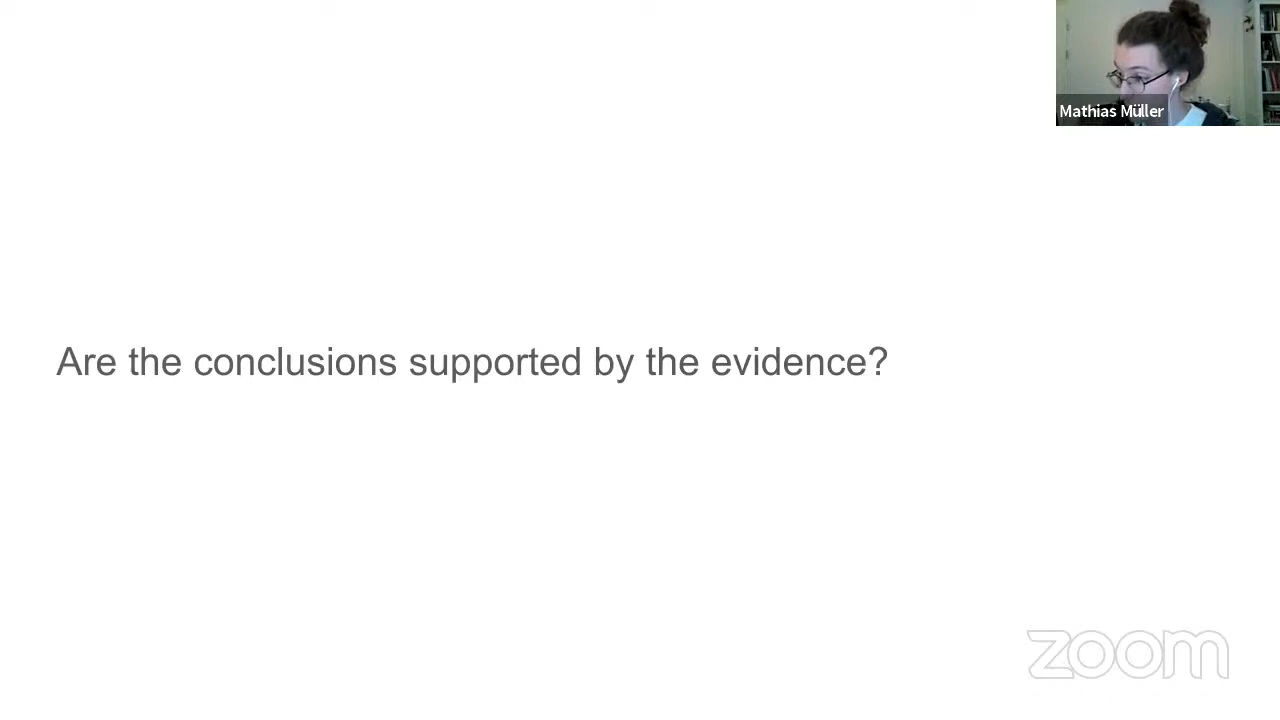 Mathias Müller
Are the conclusions supported by the evidence?
zoom